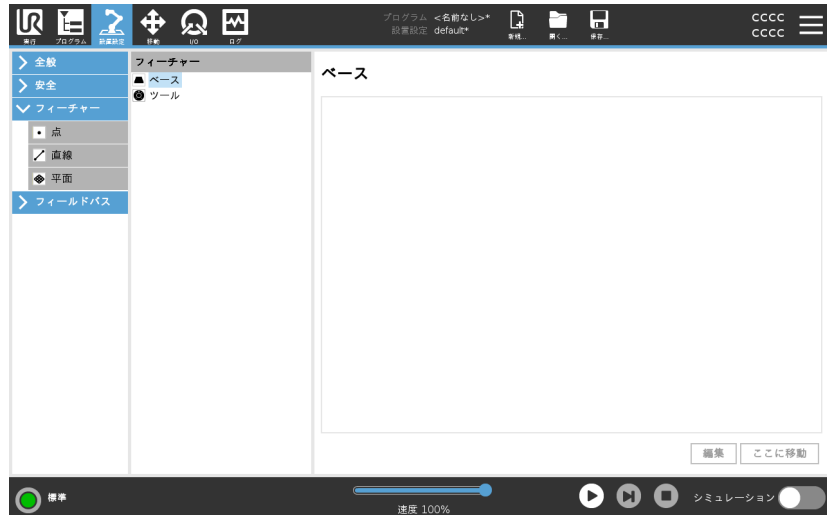 UR
プログラム <名前なし>*
設置設定 default*
CCCC
CCCC
実行 プログラム 設置設定 移動 I/O ログ 新規... 開く... 保存...
全般
安全
フィーチャー
点
直線
平面
フィールドバス
フィーチャー
ベース
ツール
ベース
編集 ここに移動
標準
速度 100%
シミュレーション